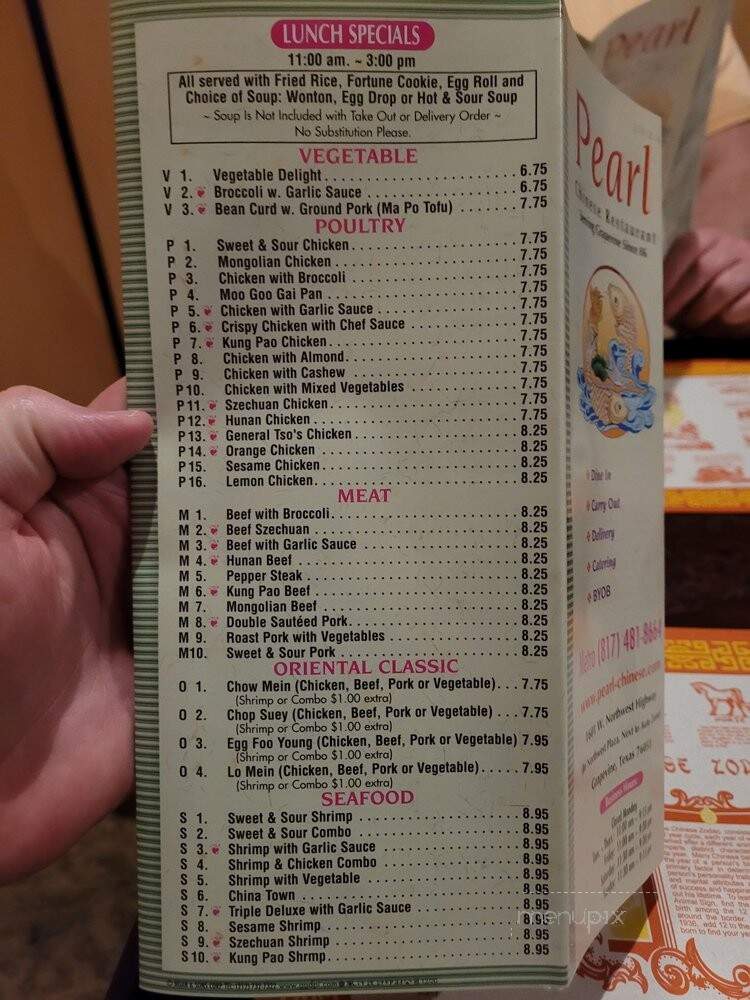 LUNCH SPECIALS
11:00 am. ~ 3:00 pm
All served with Fried Rice, Fortune Cookie, Egg Roll and
Choice of Soup: Wonton, Egg Drop or Hot & Sour Soup
~ Soup Is Not Included with Take Out or Delivery Order ~
No Substitution Please.
VEGETABLE
V 1. Vegetable Delight 6.75
V 2. Broccoli w. Garlic Sauce 6.75
V 3. Bean Curd w. Ground Pork (Ma Po Tofu) 7.75
POULTRY
P 1. Sweet & Sour Chicken 7.75
P 2. Mongolian Chicken 7.75
P 3. Chicken with Broccoli 7.75
P 4. Moo Goo Gai Pan 7.75
P 5. Chicken with Garlic Sauce 7.75
P 6. Crispy Chicken with Chef Sauce 7.75
P 7. Kung Pao Chicken 7.75
P 8. Chicken with Almond 7.75
P 9. Chicken with Cashew 7.75
P10. Chicken with Mixed Vegetables 7.75
P11. Szechuan Chicken 7.75
P12. Hunan Chicken 7.75
P13. General Tso's Chicken 8.25
P14. Orange Chicken 8.25
P15. Sesame Chicken 8.25
P16. Lemon Chicken 8.25
MEAT
M 1. Beef with Broccoli 8.25
M 2. Beef Szechuan 8.25
M 3. Beef with Garlic Sauce 8.25
M 4. Hunan Beef 8.25
M 5. Pepper Steak 8.25
M 6. Kung Pao Beef 8.25
M 7. Mongolian Beef 8.25
M 8. Double Sautéed Pork 8.25
M 9. Roast Pork with Vegetables 8.25
M10. Sweet & Sour Pork 8.25
ORIENTAL CLASSIC
O 1. Chow Mein (Chicken, Beef, Pork or Vegetable) 7.75
(Shrimp or Combo $1.00 extra)
O 2. Chop Suey (Chicken, Beef, Pork or Vegetable) 7.75
(Shrimp or Combo $1.00 extra)
O 3. Egg Foo Young (Chicken, Beef, Pork or Vegetable) 7.95
(Shrimp or Combo $1.00 extra)
O 4. Lo Mein (Chicken, Beef, Pork or Vegetable) 7.95
(Shrimp or Combo $1.00 extra)
SEAFOOD
S 1. Sweet & Sour Shrimp 8.95
S 2. Sweet & Sour Combo 8.95
S 3. Shrimp with Garlic Sauce 8.95
S 4. Shrimp & Chicken Combo 8.95
S 5. Shrimp with Vegetable 8.95
S 6. China Town 8.95
S 7. Triple Deluxe with Garlic Sauce 8.95
S 8. Sesame Shrimp 8.95
S 9. Szechuan Shrimp 8.95
S10. Kung Pao Shrmp 8.95
Pearl
Pearl
Chinese Restaurant
Serving Grapevine Since 86
Dine In
Carry Out
Delivery
Catering
BYOB
Metro (817) 481-8664
www.pearl-chinese.com
1601 W. Northwest Highway
Grapevine, Texas 76051
Business Hours
Closed Monday
menupix